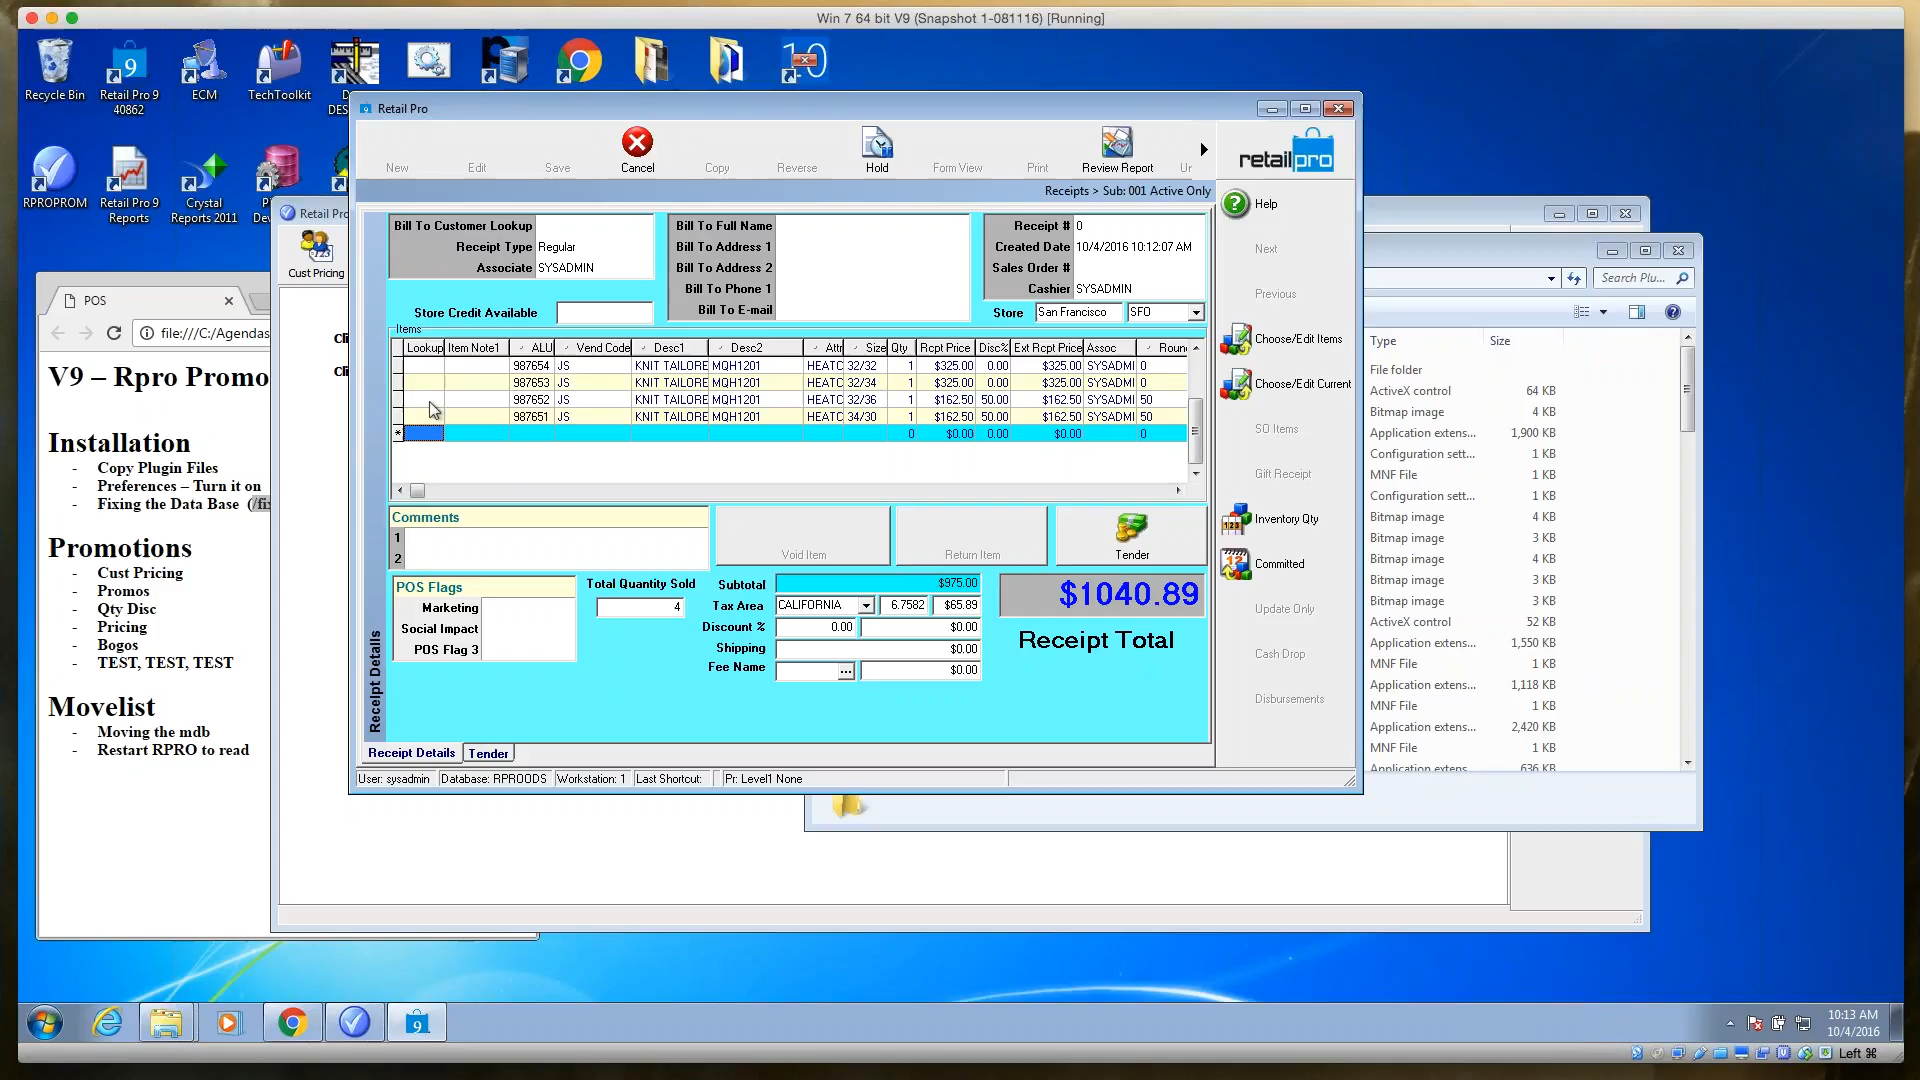 Win 7 64 bit V9 (Snapshot 1-081116) [Running]
Recycle Bin
Retail Pro 9 40862
ECM
TechToolkit
RPROPROM
Retail Pro 9 Reports
Crystal Reports 2011
Retail Pro
New
Edit
Save
Cancel
Copy
Reverse
Hold
Form View
Print
Review Report
retailpro
Receipts > Sub: 001 Active Only
Bill To Customer Lookup
Receipt Type Regular
Associate SYSADMIN
Store Credit Available
Bill To Full Name
Bill To Address 1
Bill To Address 2
Bill To Phone 1
Bill To E-mail
Receipt # 0
Created Date 10/4/2016 10:12:07 AM
Sales Order #
Cashier SYSADMIN
Store San Francisco SFO
Items
Lookup Item Note1 ALU Vend Code Desc1 Desc2 Attr Size Qty Rcpt Price Disc% Ext Rcpt Price Assoc
987654 JS KNIT TAILORE MQH1201 HEATC 32/32 1 $325.00 0.00 $325.00 SYSADMI 0
987653 JS KNIT TAILORE MQH1201 HEATC 32/34 1 $325.00 0.00 $325.00 SYSADMI 0
987652 JS KNIT TAILORE MQH1201 HEATC 32/36 1 $162.50 50.00 $162.50 SYSADMI 50
987651 JS KNIT TAILORE MQH1201 HEATC 34/30 1 $162.50 50.00 $162.50 SYSADMI 50
* 0 $0.00 0.00 $0.00 0
Comments
1
2
Void Item
Return Item
Tender
POS Flags
Marketing
Social Impact
POS Flag 3
Total Quantity Sold
4
Subtotal $975.00
Tax Area CALIFORNIA 6.7582 $65.89
Discount % 0.00 $0.00
Shipping $0.00
Fee Name ... $0.00
$1040.89
Receipt Total
Receipt Details
Receipt Details
Tender
User: sysadmin Database: RPROODS Workstation: 1 Last Shortcut: Pr: Level1 None
Help
Next
Previous
Choose/Edit Items
Choose/Edit Current
SO Items
Gift Receipt
Inventory Qty
Committed
Update Only
Cash Drop
Disbursements
Cust Pricing
POS
file:///C:/Agendas
V9 – Rpro Promo
Installation
- Copy Plugin Files
- Preferences – Turn it on
- Fixing the Data Base (/fix
Promotions
- Cust Pricing
- Promos
- Qty Disc
- Pricing
- Bogos
- TEST, TEST, TEST
Movelist
- Moving the mdb
- Restart RPRO to read
Search Plu...
Type Size
File folder
ActiveX control 64 KB
Bitmap image 4 KB
Application extens... 1,900 KB
Configuration sett... 1 KB
MNF File 1 KB
Configuration sett... 1 KB
Bitmap image 4 KB
Bitmap image 3 KB
Bitmap image 4 KB
Bitmap image 3 KB
Bitmap image 3 KB
ActiveX control 52 KB
Application extens... 1,550 KB
MNF File 1 KB
Application extens... 1,118 KB
MNF File 1 KB
Application extens... 2,420 KB
MNF File 1 KB
Application extens... 636 KB
10:13 AM
10/4/2016
Left ⌘